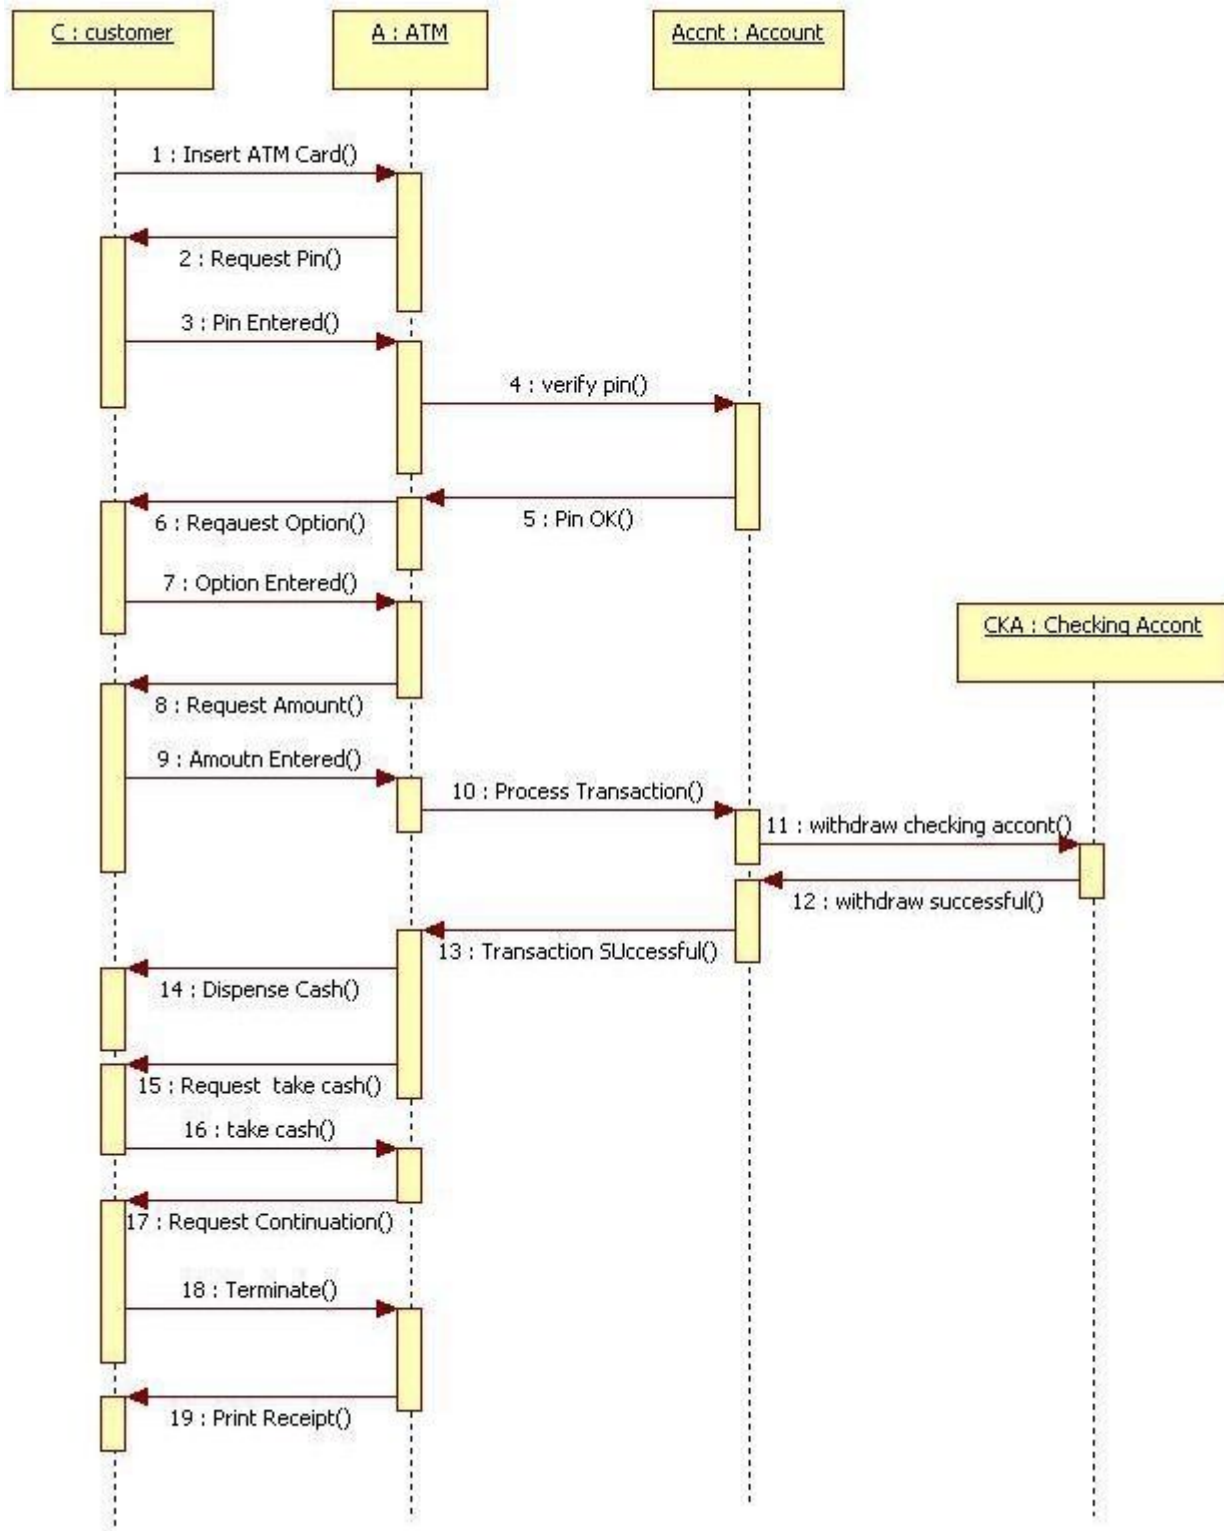 C : customer
A : ATM
Accnt : Account
1 : Insert ATM Card()
2 : Request Pin()
3 : Pin Entered()
4 : verify pin()
5 : Pin OK()
6 : Reqauest Option()
7 : Option Entered()
CKA : Checking Accont
8 : Request Amount()
9 : Amoutn Entered()
10 : Process Transaction()
11 : withdraw checking accont()
12 : withdraw successful()
13 : Transaction SUccessful()
14 : Dispense Cash()
15 : Request  take cash()
16 : take cash()
17 : Request Continuation()
18 : Terminate()
19 : Print Receipt()